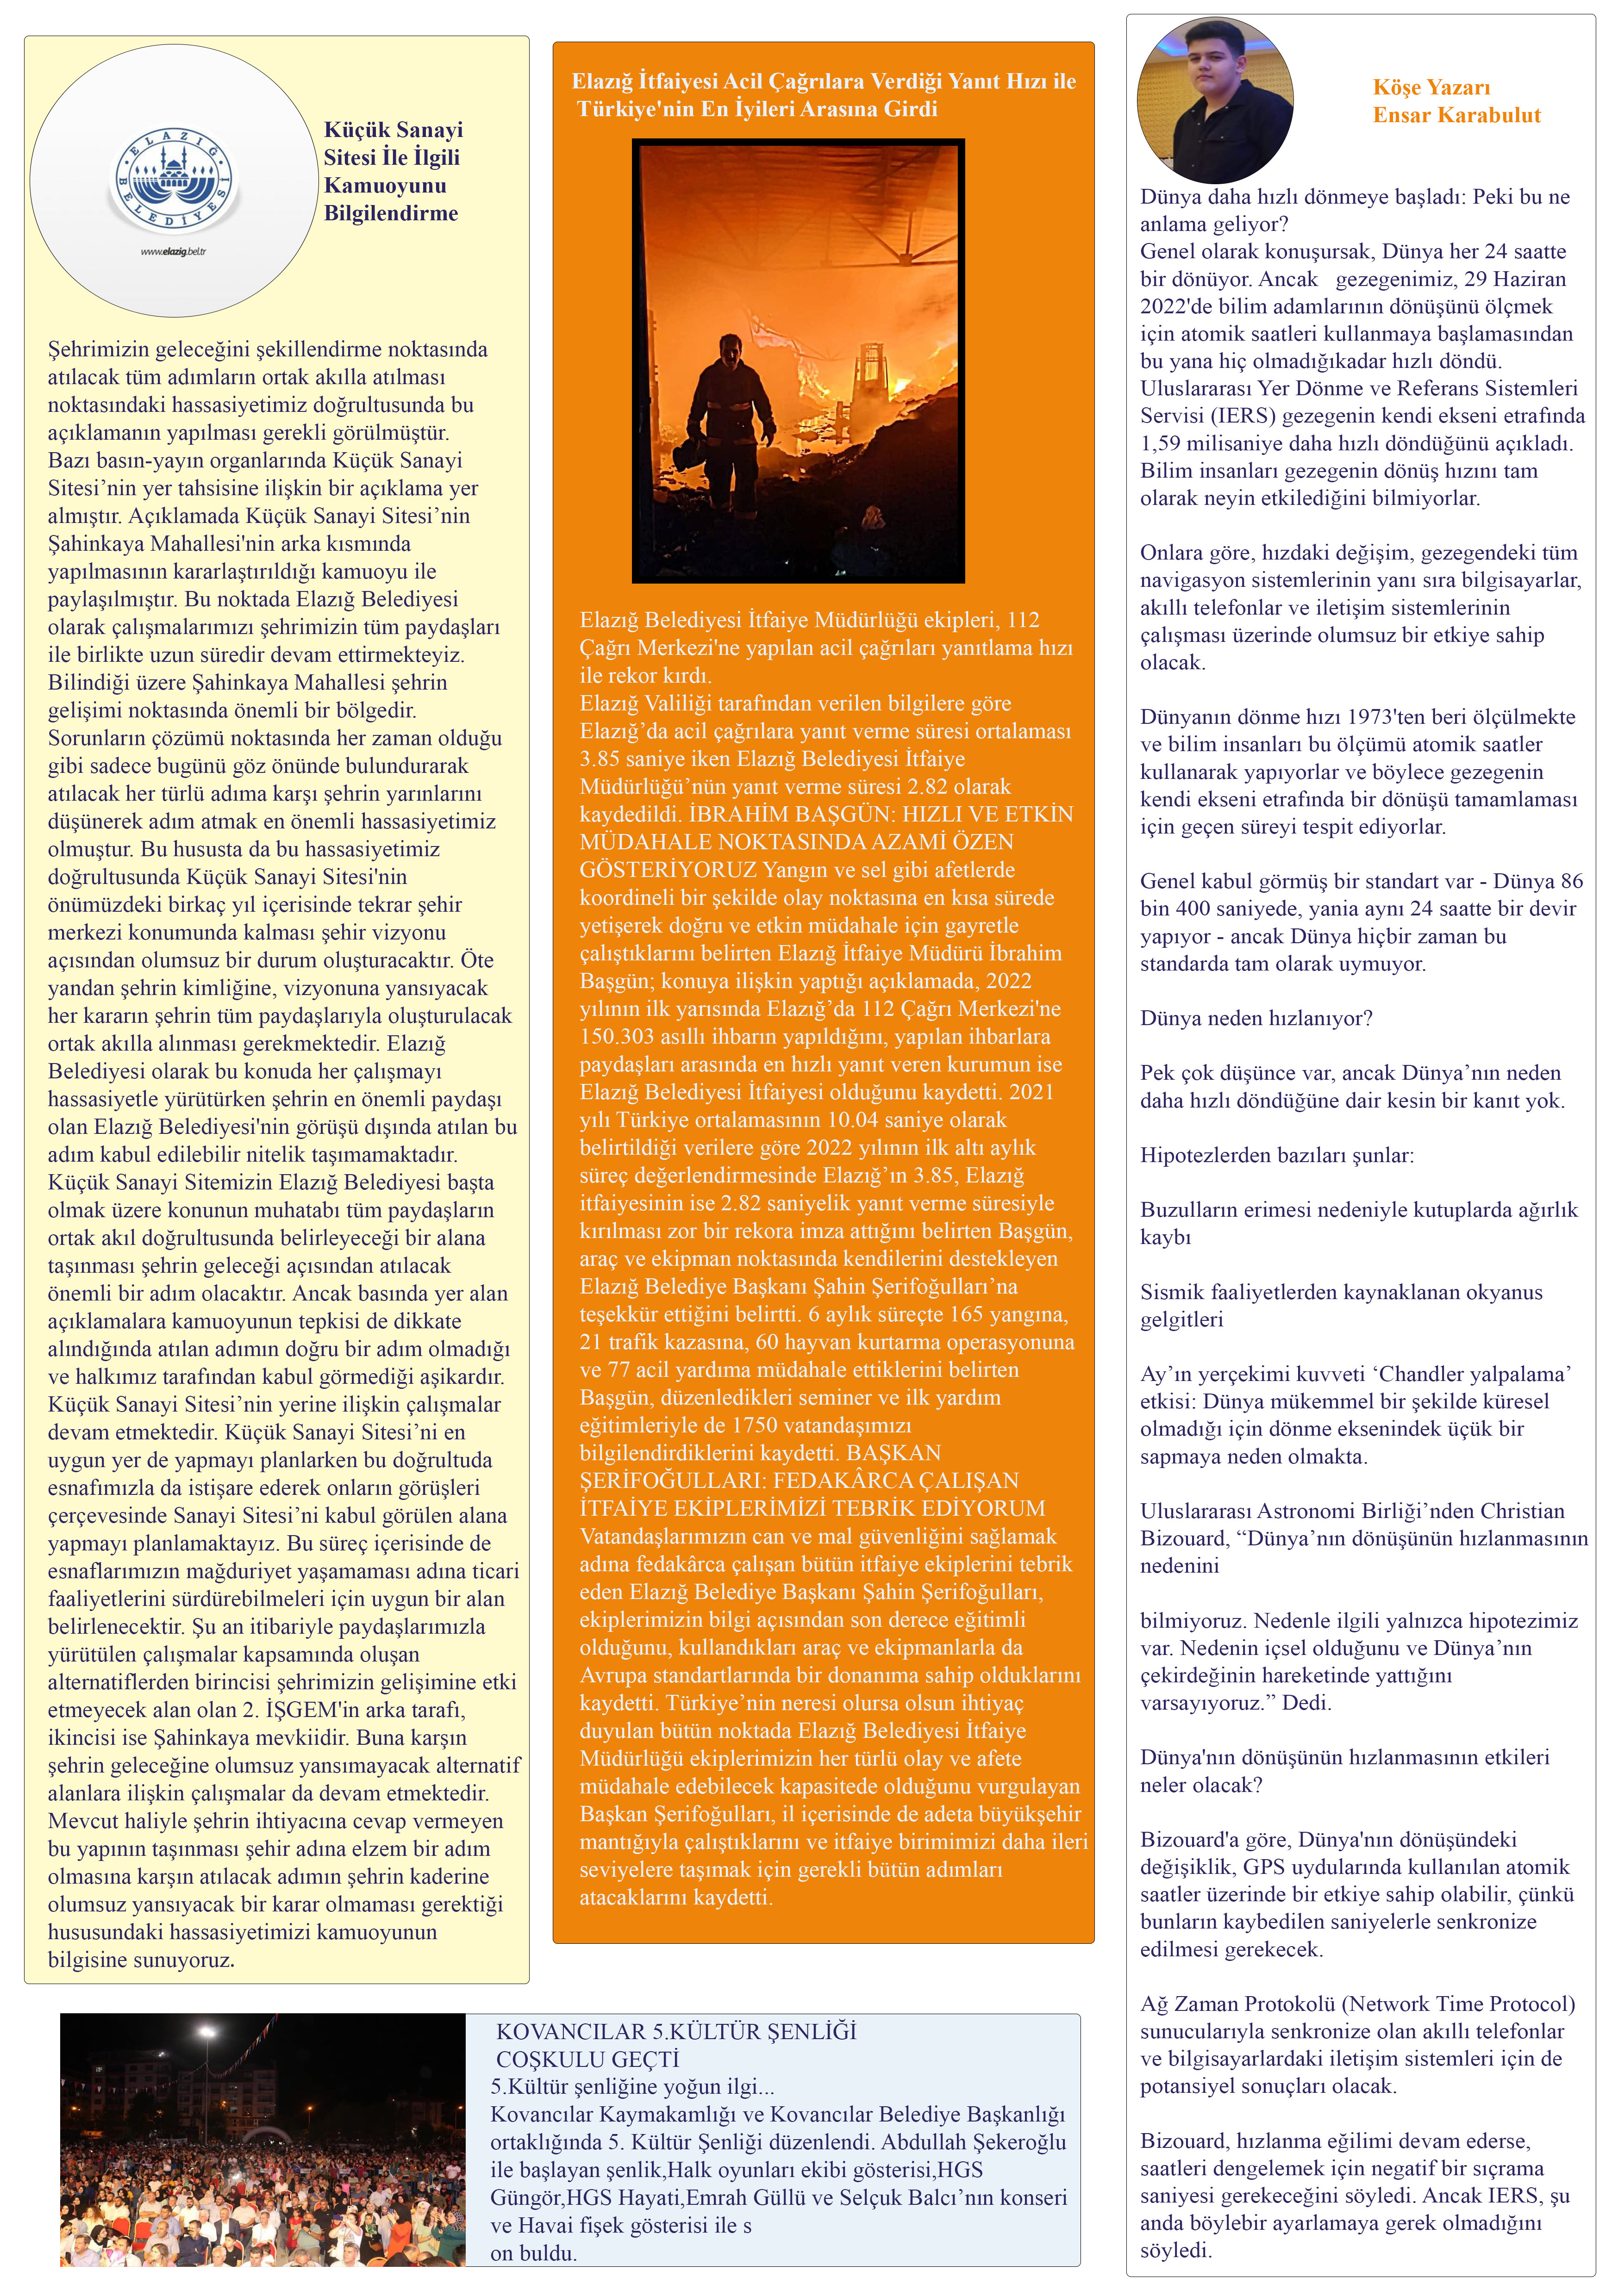 ELAZIĞ
BELEDİYESİ
www.elazig.bel.tr
Küçük Sanayi
Sitesi İle İlgili
Kamuoyunu
Bilgilendirme
Şehrimizin geleceğini şekillendirme noktasında
atılacak tüm adımların ortak akılla atılması
noktasındaki hassasiyetimiz doğrultusunda bu
açıklamanın yapılması gerekli görülmüştür.
Bazı basın-yayın organlarında Küçük Sanayi
Sitesi’nin yer tahsisine ilişkin bir açıklama yer
almıştır. Açıklamada Küçük Sanayi Sitesi’nin
Şahinkaya Mahallesi'nin arka kısmında
yapılmasının kararlaştırıldığı kamuoyu ile
paylaşılmıştır. Bu noktada Elazığ Belediyesi
olarak çalışmalarımızı şehrimizin tüm paydaşları
ile birlikte uzun süredir devam ettirmekteyiz.
Bilindiği üzere Şahinkaya Mahallesi şehrin
gelişimi noktasında önemli bir bölgedir.
Sorunların çözümü noktasında her zaman olduğu
gibi sadece bugünü göz önünde bulundurarak
atılacak her türlü adıma karşı şehrin yarınlarını
düşünerek adım atmak en önemli hassasiyetimiz
olmuştur. Bu hususta da bu hassasiyetimiz
doğrultusunda Küçük Sanayi Sitesi'nin
önümüzdeki birkaç yıl içerisinde tekrar şehir
merkezi konumunda kalması şehir vizyonu
açısından olumsuz bir durum oluşturacaktır. Öte
yandan şehrin kimliğine, vizyonuna yansıyacak
her kararın şehrin tüm paydaşlarıyla oluşturulacak
ortak akılla alınması gerekmektedir. Elazığ
Belediyesi olarak bu konuda her çalışmayı
hassasiyetle yürütürken şehrin en önemli paydaşı
olan Elazığ Belediyesi'nin görüşü dışında atılan bu
adım kabul edilebilir nitelik taşımamaktadır.
Küçük Sanayi Sitemizin Elazığ Belediyesi başta
olmak üzere konunun muhatabı tüm paydaşların
ortak akıl doğrultusunda belirleyeceği bir alana
taşınması şehrin geleceği açısından atılacak
önemli bir adım olacaktır. Ancak basında yer alan
açıklamalara kamuoyunun tepkisi de dikkate
alındığında atılan adımın doğru bir adım olmadığı
ve halkımız tarafından kabul görmediği aşikardır.
Küçük Sanayi Sitesi’nin yerine ilişkin çalışmalar
devam etmektedir. Küçük Sanayi Sitesi’ni en
uygun yer de yapmayı planlarken bu doğrultuda
esnafımızla da istişare ederek onların görüşleri
çerçevesinde Sanayi Sitesi’ni kabul görülen alana
yapmayı planlamaktayız. Bu süreç içerisinde de
esnaflarımızın mağduriyet yaşamaması adına ticari
faaliyetlerini sürdürebilmeleri için uygun bir alan
belirlenecektir. Şu an itibariyle paydaşlarımızla
yürütülen çalışmalar kapsamında oluşan
alternatiflerden birincisi şehrimizin gelişimine etki
etmeyecek alan olan 2. İŞGEM'in arka tarafı,
ikincisi ise Şahinkaya mevkiidir. Buna karşın
şehrin geleceğine olumsuz yansımayacak alternatif
alanlara ilişkin çalışmalar da devam etmektedir.
Mevcut haliyle şehrin ihtiyacına cevap vermeyen
bu yapının taşınması şehir adına elzem bir adım
olmasına karşın atılacak adımın şehrin kaderine
olumsuz yansıyacak bir karar olmaması gerektiği
hususundaki hassasiyetimizi kamuoyunun
bilgisine sunuyoruz.
Elazığ İtfaiyesi Acil Çağrılara Verdiği Yanıt Hızı ile
Türkiye'nin En İyileri Arasına Girdi
Elazığ Belediyesi İtfaiye Müdürlüğü ekipleri, 112
Çağrı Merkezi'ne yapılan acil çağrıları yanıtlama hızı
ile rekor kırdı.
Elazığ Valiliği tarafından verilen bilgilere göre
Elazığ’da acil çağrılara yanıt verme süresi ortalaması
3.85 saniye iken Elazığ Belediyesi İtfaiye
Müdürlüğü’nün yanıt verme süresi 2.82 olarak
kaydedildi. İBRAHİM BAŞGÜN: HIZLI VE ETKİN
MÜDAHALE NOKTASINDA AZAMİ ÖZEN
GÖSTERİYORUZ Yangın ve sel gibi afetlerde
koordineli bir şekilde olay noktasına en kısa sürede
yetişerek doğru ve etkin müdahale için gayretle
çalıştıklarını belirten Elazığ İtfaiye Müdürü İbrahim
Başgün; konuya ilişkin yaptığı açıklamada, 2022
yılının ilk yarısında Elazığ’da 112 Çağrı Merkezi'ne
150.303 asıllı ihbarın yapıldığını, yapılan ihbarlara
paydaşları arasında en hızlı yanıt veren kurumun ise
Elazığ Belediyesi İtfaiyesi olduğunu kaydetti. 2021
yılı Türkiye ortalamasının 10.04 saniye olarak
belirtildiği verilere göre 2022 yılının ilk altı aylık
süreç değerlendirmesinde Elazığ’ın 3.85, Elazığ
itfaiyesinin ise 2.82 saniyelik yanıt verme süresiyle
kırılması zor bir rekora imza attığını belirten Başgün,
araç ve ekipman noktasında kendilerini destekleyen
Elazığ Belediye Başkanı Şahin Şerifoğulları’na
teşekkür ettiğini belirtti. 6 aylık süreçte 165 yangına,
21 trafik kazasına, 60 hayvan kurtarma operasyonuna
ve 77 acil yardıma müdahale ettiklerini belirten
Başgün, düzenledikleri seminer ve ilk yardım
eğitimleriyle de 1750 vatandaşımızı
bilgilendirdiklerini kaydetti. BAŞKAN
ŞERİFOĞULLARI: FEDAKÂRCA ÇALIŞAN
İTFAİYE EKİPLERİMİZİ TEBRİK EDİYORUM
Vatandaşlarımızın can ve mal güvenliğini sağlamak
adına fedakârca çalışan bütün itfaiye ekiplerini tebrik
eden Elazığ Belediye Başkanı Şahin Şerifoğulları,
ekiplerimizin bilgi açısından son derece eğitimli
olduğunu, kullandıkları araç ve ekipmanlarla da
Avrupa standartlarında bir donanıma sahip olduklarını
kaydetti. Türkiye’nin neresi olursa olsun ihtiyaç
duyulan bütün noktada Elazığ Belediyesi İtfaiye
Müdürlüğü ekiplerimizin her türlü olay ve afete
müdahale edebilecek kapasitede olduğunu vurgulayan
Başkan Şerifoğulları, il içerisinde de adeta büyükşehir
mantığıyla çalıştıklarını ve itfaiye birimimizi daha ileri
seviyelere taşımak için gerekli bütün adımları
atacaklarını kaydetti.
KOVANCILAR 5.KÜLTÜR ŞENLİĞİ
COŞKULU GEÇTİ
5.Kültür şenliğine yoğun ilgi...
Kovancılar Kaymakamlığı ve Kovancılar Belediye Başkanlığı
ortaklığında 5. Kültür Şenliği düzenlendi. Abdullah Şekeroğlu
ile başlayan şenlik,Halk oyunları ekibi gösterisi,HGS
Güngör,HGS Hayati,Emrah Güllü ve Selçuk Balcı’nın konseri
ve Havai fişek gösterisi ile s
on buldu.
Köşe Yazarı
Ensar Karabulut
Dünya daha hızlı dönmeye başladı: Peki bu ne
anlama geliyor?
Genel olarak konuşursak, Dünya her 24 saatte
bir dönüyor. Ancak   gezegenimiz, 29 Haziran
2022'de bilim adamlarının dönüşünü ölçmek
için atomik saatleri kullanmaya başlamasından
bu yana hiç olmadığıkadar hızlı döndü.
Uluslararası Yer Dönme ve Referans Sistemleri
Servisi (IERS) gezegenin kendi ekseni etrafında
1,59 milisaniye daha hızlı döndüğünü açıkladı.
Bilim insanları gezegenin dönüş hızını tam
olarak neyin etkilediğini bilmiyorlar.
Onlara göre, hızdaki değişim, gezegendeki tüm
navigasyon sistemlerinin yanı sıra bilgisayarlar,
akıllı telefonlar ve iletişim sistemlerinin
çalışması üzerinde olumsuz bir etkiye sahip
olacak.
Dünyanın dönme hızı 1973'ten beri ölçülmekte
ve bilim insanları bu ölçümü atomik saatler
kullanarak yapıyorlar ve böylece gezegenin
kendi ekseni etrafında bir dönüşü tamamlaması
için geçen süreyi tespit ediyorlar.
Genel kabul görmüş bir standart var - Dünya 86
bin 400 saniyede, yania aynı 24 saatte bir devir
yapıyor - ancak Dünya hiçbir zaman bu
standarda tam olarak uymuyor.
Dünya neden hızlanıyor?
Pek çok düşünce var, ancak Dünya’nın neden
daha hızlı döndüğüne dair kesin bir kanıt yok.
Hipotezlerden bazıları şunlar:
Buzulların erimesi nedeniyle kutuplarda ağırlık
kaybı
Sismik faaliyetlerden kaynaklanan okyanus
gelgitleri
Ay’ın yerçekimi kuvveti ‘Chandler yalpalama’
etkisi: Dünya mükemmel bir şekilde küresel
olmadığı için dönme eksenindek üçük bir
sapmaya neden olmakta.
Uluslararası Astronomi Birliği’nden Christian
Bizouard, “Dünya’nın dönüşünün hızlanmasının
nedenini
bilmiyoruz. Nedenle ilgili yalnızca hipotezimiz
var. Nedenin içsel olduğunu ve Dünya’nın
çekirdeğinin hareketinde yattığını
varsayıyoruz.” Dedi.
Dünya'nın dönüşünün hızlanmasının etkileri
neler olacak?
Bizouard'a göre, Dünya'nın dönüşündeki
değişiklik, GPS uydularında kullanılan atomik
saatler üzerinde bir etkiye sahip olabilir, çünkü
bunların kaybedilen saniyelerle senkronize
edilmesi gerekecek.
Ağ Zaman Protokolü (Network Time Protocol)
sunucularıyla senkronize olan akıllı telefonlar
ve bilgisayarlardaki iletişim sistemleri için de
potansiyel sonuçları olacak.
Bizouard, hızlanma eğilimi devam ederse,
saatleri dengelemek için negatif bir sıçrama
saniyesi gerekeceğini söyledi. Ancak IERS, şu
anda böylebir ayarlamaya gerek olmadığını
söyledi.